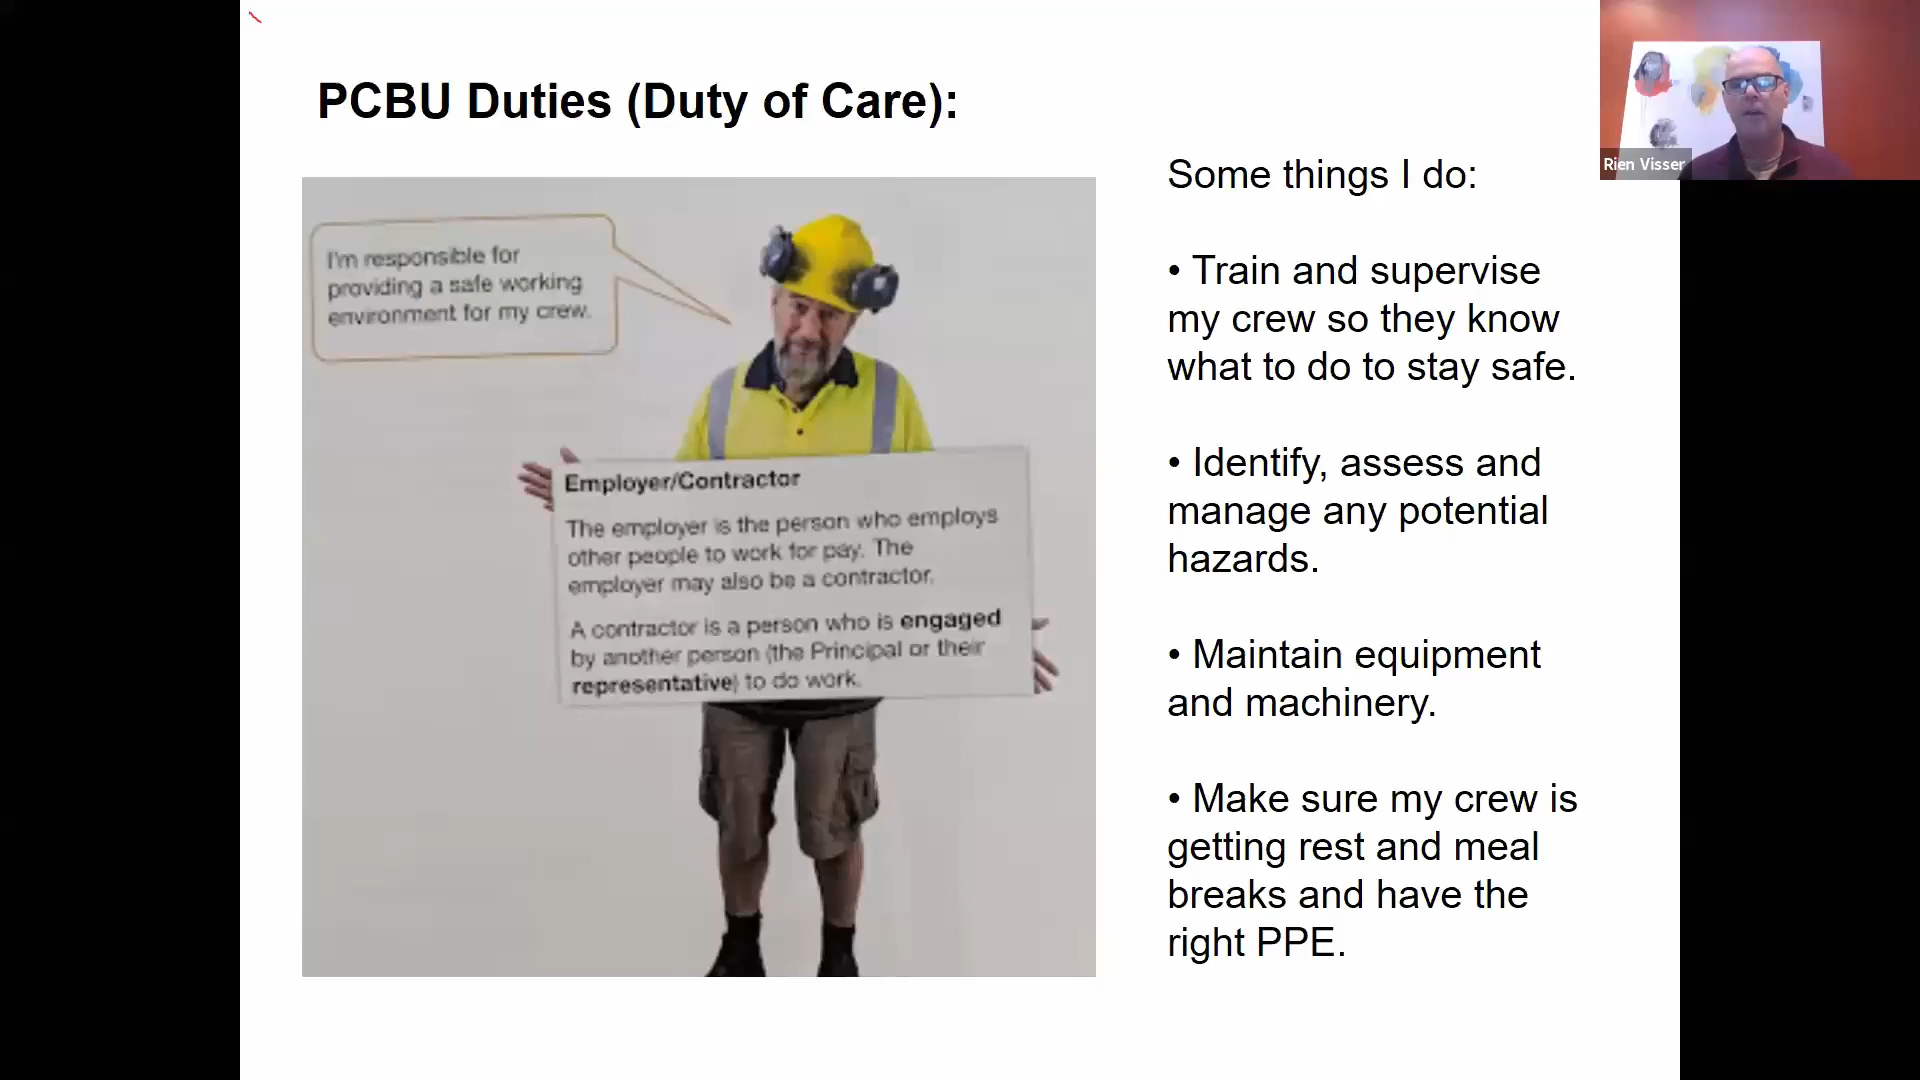 PCBU Duties (Duty of Care):
I'm responsible for
providing a safe working
environment for my crew.
Employer/Contractor
The employer is the person who employs
other people to work for pay. The
employer may also be a contractor.
A contractor is a person who is engaged
by another person (the Principal or their
representative) to do work.
Some things I do:
• Train and supervise
my crew so they know
what to do to stay safe.
• Identify, assess and
manage any potential
hazards.
• Maintain equipment
and machinery.
• Make sure my crew is
getting rest and meal
breaks and have the
right PPE.
Rien Visser